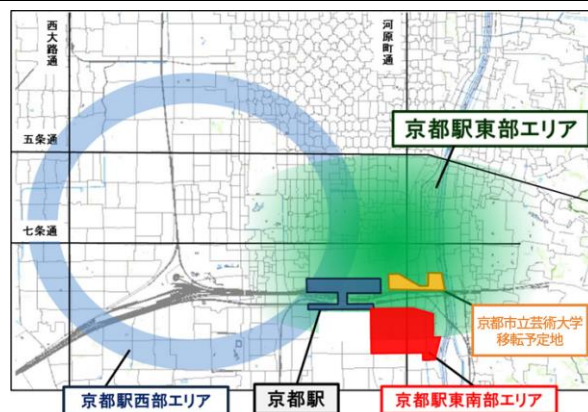 西大路通
河原町通
京都駅東部エリア
五条通
七条通
京都市立芸術大学
移転予定地
京都駅西部エリア
京都駅
京都駅東南部エリア